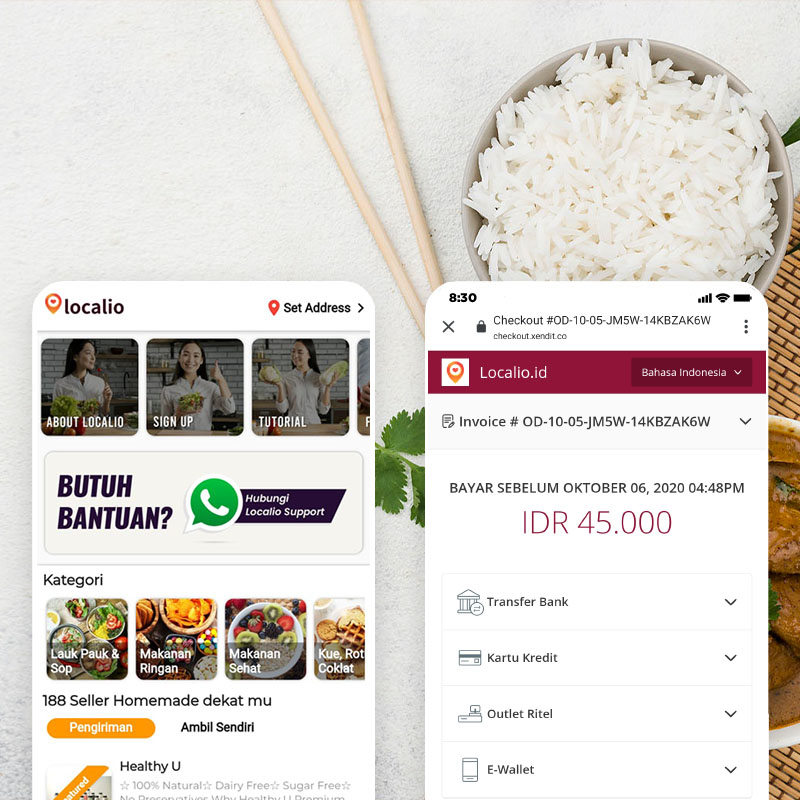 localio
Set Address
ABOUT LOCALIO
SIGN UP
TUTORIAL
F
BUTUH
BANTUAN?
Hubungi
Localio Support
Kategori
Lauk Pauk &
Sop
Makanan
Ringan
Makanan
Sehat
Kue, Rot
Coklat
188 Seller Homemade dekat mu
Pengiriman
Ambil Sendiri
Healthy U
☆ 100% Natural☆ Dairy Free☆ Sugar Free☆
No Preservatives Why Healthy U Premium
8:30
Checkout #OD-10-05-JM5W-14KBZAK6W
checkout.xendit.co
Localio.id
Bahasa Indonesia
Invoice # OD-10-05-JM5W-14KBZAK6W
BAYAR SEBELUM OKTOBER 06, 2020 04:48PM
IDR 45.000
Transfer Bank
Kartu Kredit
Outlet Ritel
E-Wallet